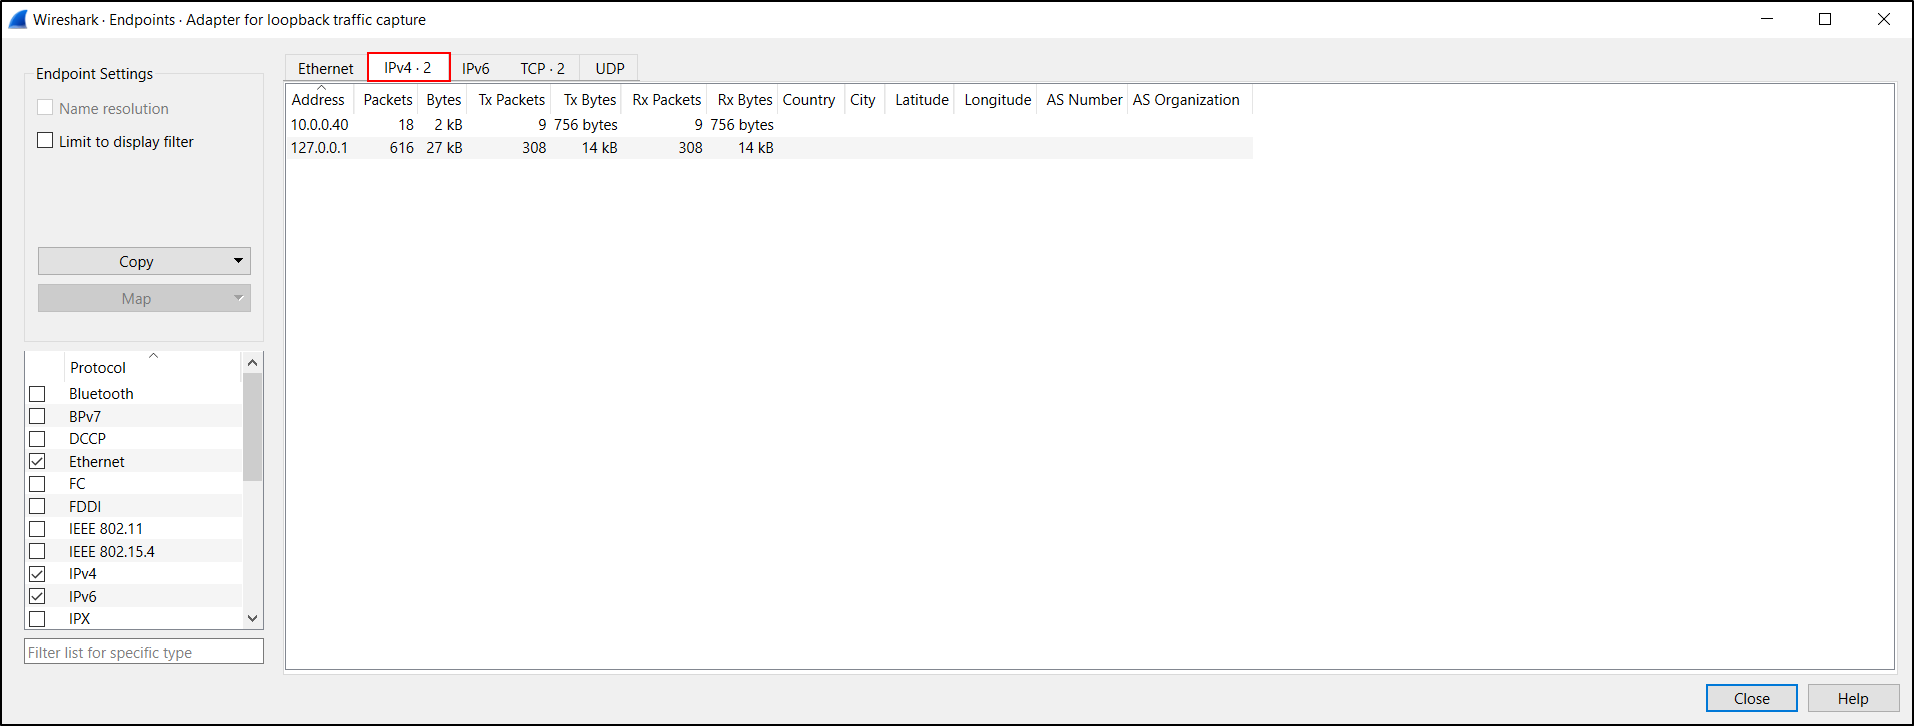 Wireshark · Endpoints · Adapter for loopback traffic capture
Endpoint Settings
Name resolution
Limit to display filter
Copy
Map
Protocol
Bluetooth
BPv7
DCCP
Ethernet
FC
FDDI
IEEE 802.11
IEEE 802.15.4
IPv4
IPv6
IPX
Filter list for specific type
Ethernet IPv4 · 2 IPv6 TCP · 2 UDP
Address Packets Bytes Tx Packets Tx Bytes Rx Packets Rx Bytes Country City Latitude Longitude AS Number AS Organization
10.0.0.40 18 2 kB 9 756 bytes 9 756 bytes
127.0.0.1 616 27 kB 308 14 kB 308 14 kB
Close Help